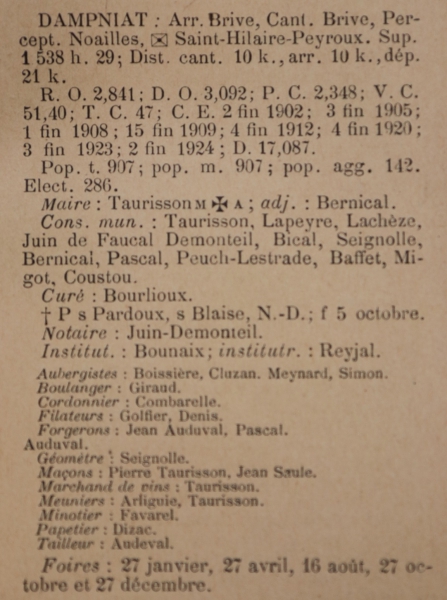 DAMPNIAT : Arr. Brive, Cant. Brive, Per-
cept. Noailles, ✉ Saint-Hilaire-Peyroux. Sup.
1 538 h. 29; Dist. cant. 10 k., arr. 10 k., dép.
21 k.
R. O. 2,841; D. O. 3,092; P. C. 2,348; V. C.
51,40; T. C. 47; C. E. 2 fin 1902; 3 fin 1905;
1 fin 1908; 15 fin 1909; 4 fin 1912; 4 fin 1920;
3 fin 1923; 2 fin 1924; D. 17,087.
Pop. t. 907; pop. m. 907; pop. agg. 142.
Elect. 286.
Maire : Taurisson M ✠ A ; adj. : Bernical.
Cons. mun. : Taurisson, Lapeyre, Lachèze,
Juin de Faucal Demonteil, Bical, Seignolle,
Bernical, Pascal, Peuch-Lestrade, Baffet, Mi-
got, Coustou.
Curé : Bourlioux.
† P s Pardoux, s Blaise, N.-D.; f 5 octobre.
Notaire : Juin-Demonteil.
Institut. : Bounaix; institutr. : Reyjal.
Aubergistes : Boissière, Cluzan. Meynard, Simon.
Boulanger : Giraud.
Cordonnier : Combarelle.
Filateurs : Golfier, Denis.
Forgerons : Jean Auduval, Pascal.
Auduval.
Géomètre : Seignolle.
Maçons : Pierre Taurisson, Jean Saule.
Marchand de vins : Taurisson.
Meuniers : Arliguie, Taurisson.
Minotier : Favarel.
Papetier : Dizac.
Tailleur : Audeval.
Foires : 27 janvier, 27 avril, 16 août, 27 oc-
tobre et 27 décembre.